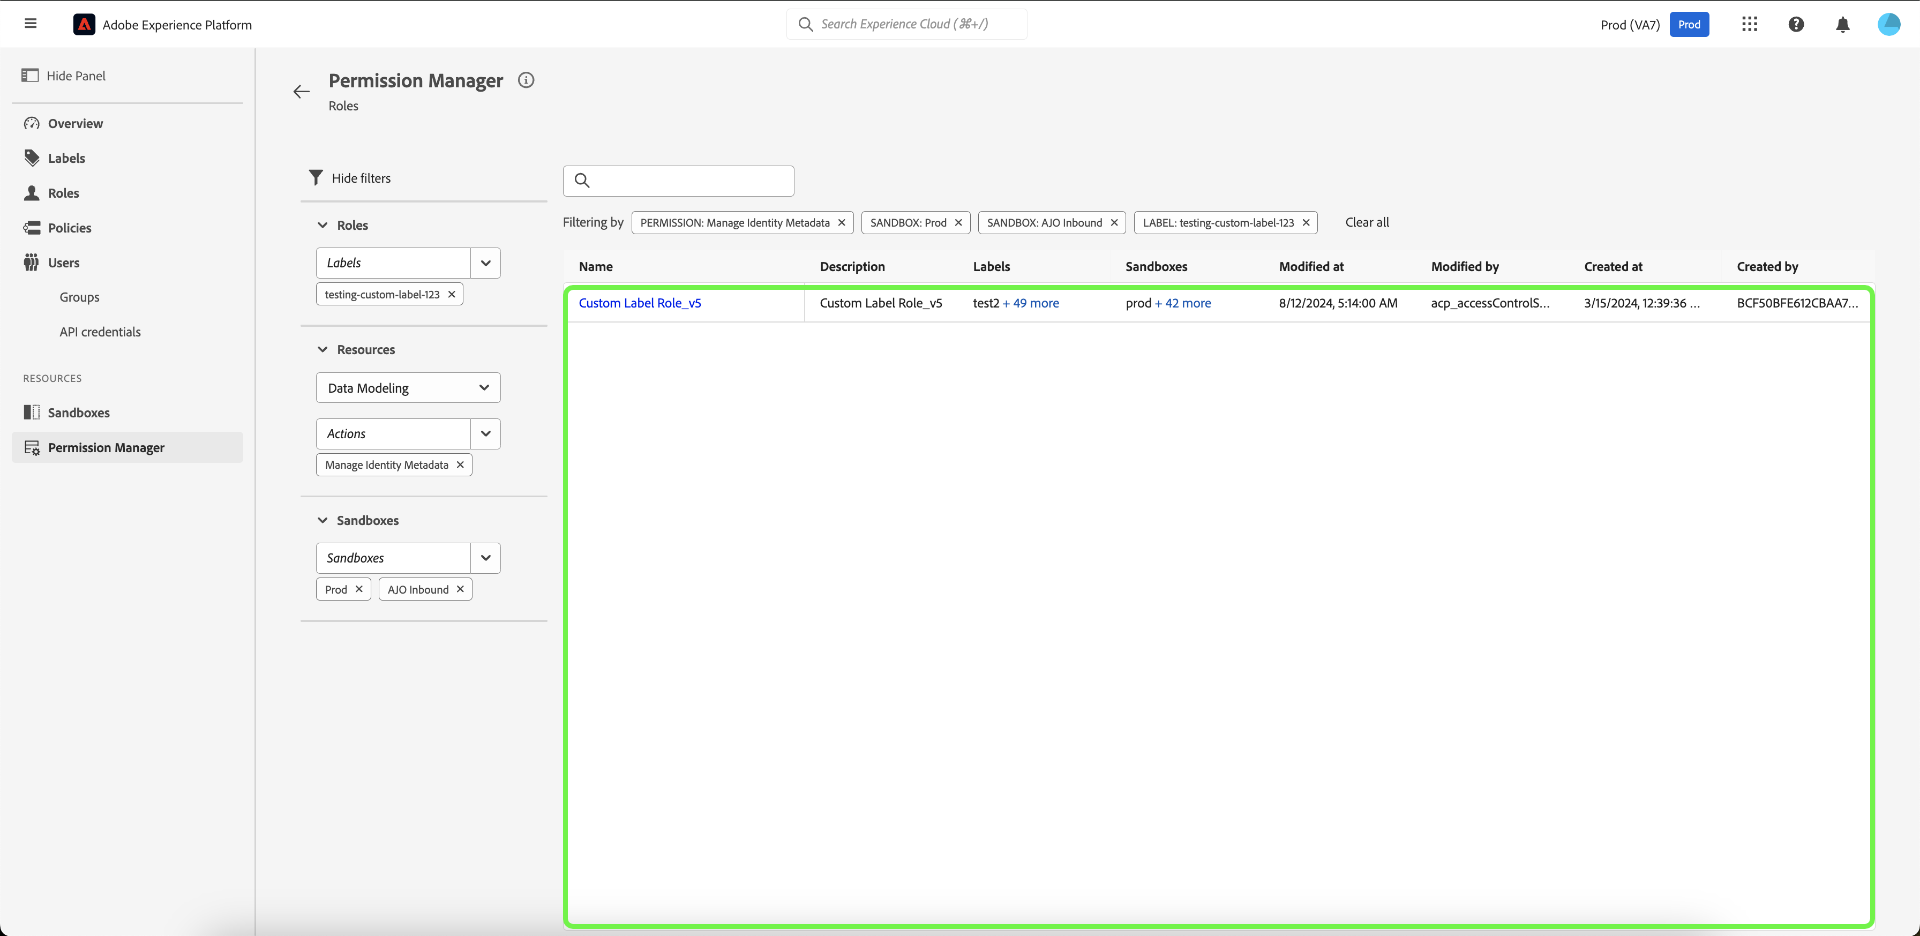 Adobe Experience Platform
Search Experience Cloud (⌘+/)
Prod (VA7)
Prod
Hide Panel
Overview
Labels
Roles
Policies
Users
Groups
API credentials
RESOURCES
Sandboxes
Permission Manager
Permission Manager
Roles
Hide filters
Roles
Labels
testing-custom-label-123
Resources
Data Modeling
Actions
Manage Identity Metadata
Sandboxes
Sandboxes
Prod AJO Inbound
Filtering by PERMISSION: Manage Identity Metadata SANDBOX: Prod SANDBOX: AJO Inbound LABEL: testing-custom-label-123 Clear all
Name Description Labels Sandboxes Modified at Modified by Created at Created by
Custom Label Role_v5 Custom Label Role_v5 test2 + 49 more prod + 42 more 8/12/2024, 5:14:00 AM acp_accessControlS... 3/15/2024, 12:39:36 ... BCF50BFE612CBAA7...